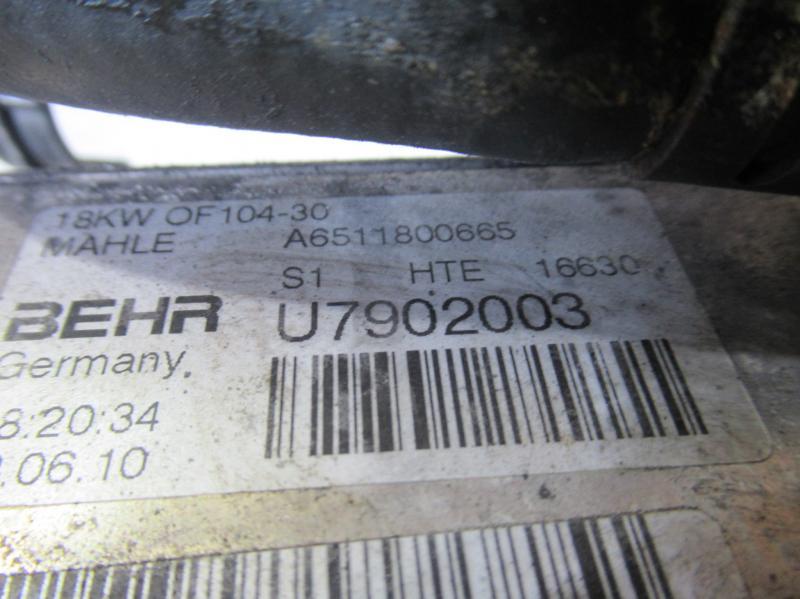 18KW OF104-30
MAHLE A6511800665
S1 HTE 16630
BEHR U7902003
Germany
8:20:34
.06.10